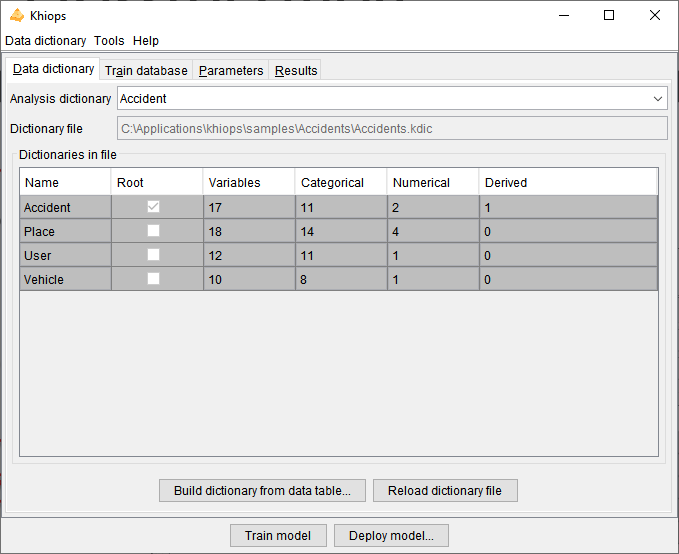 Khiops
Data dictionary Tools Help
Data dictionary Train database Parameters Results
Analysis dictionary Accident
Dictionary file C:\Applications\khiops\samples\Accidents\Accidents.kdic
Dictionaries in file
Name Root Variables Categorical Numerical Derived
Accident 17 11 2 1
Place 18 14 4 0
User 12 11 1 0
Vehicle 10 8 1 0
Build dictionary from data table... Reload dictionary file
Train model Deploy model...